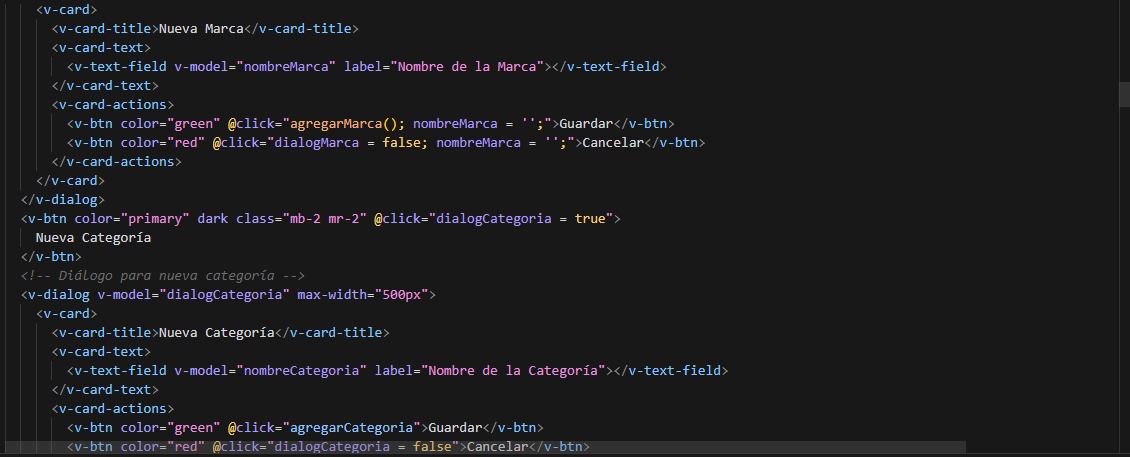 <v-card>
<v-card-title>Nueva Marca</v-card-title>
<v-card-text>
<v-text-field v-model="nombreMarca" label="Nombre de la Marca"></v-text-field>
</v-card-text>
<v-card-actions>
<v-btn color="green" @click="agregarMarca(); nombreMarca = '';">Guardar</v-btn>
<v-btn color="red" @click="dialogMarca = false; nombreMarca = '';">Cancelar</v-btn>
</v-card-actions>
</v-card>
</v-dialog>
<v-btn color="primary" dark class="mb-2 mr-2" @click="dialogCategoria = true">
Nueva Categoría
</v-btn>
<!-- Diálogo para nueva categoría -->
<v-dialog v-model="dialogCategoria" max-width="500px">
<v-card>
<v-card-title>Nueva Categoría</v-card-title>
<v-card-text>
<v-text-field v-model="nombreCategoria" label="Nombre de la Categoría"></v-text-field>
</v-card-text>
<v-card-actions>
<v-btn color="green" @click="agregarCategoria">Guardar</v-btn>
<v-btn color="red" @click="dialogCategoria = false">Cancelar</v-btn>